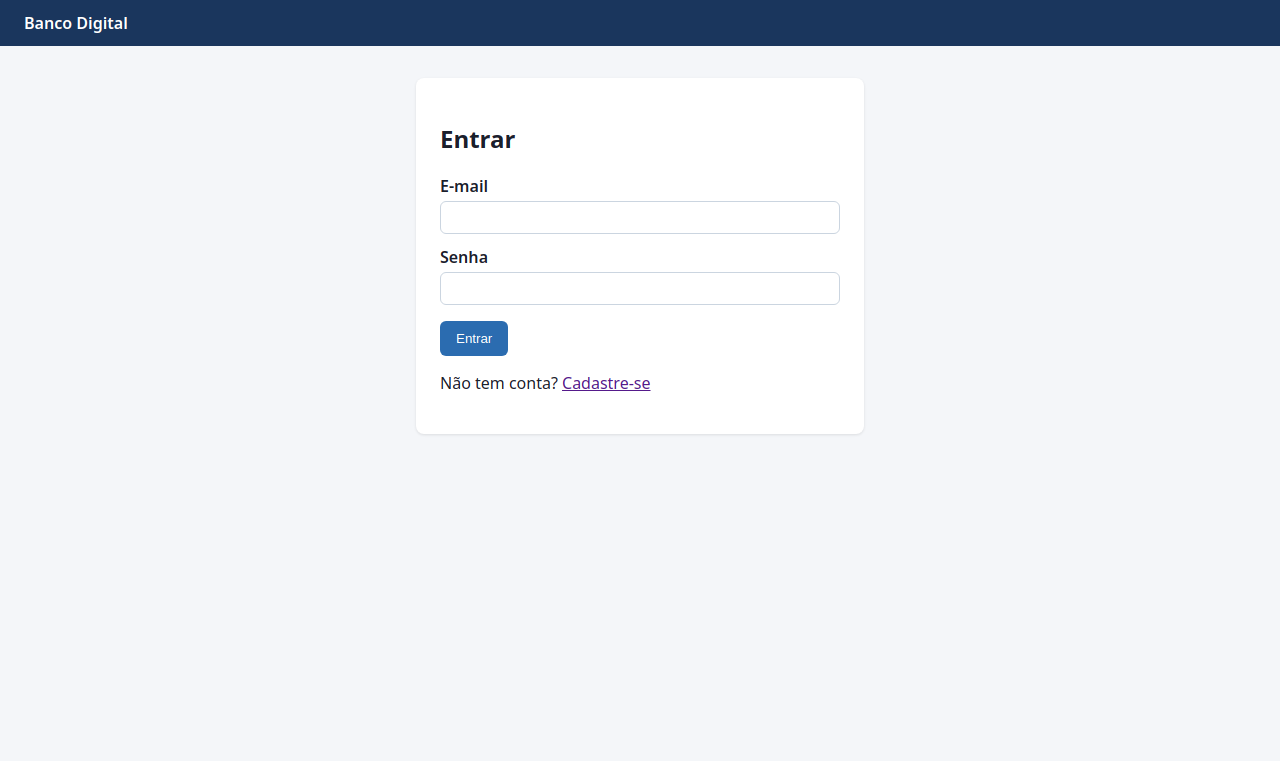 Banco Digital
Entrar
E-mail
Senha
Entrar
Não tem conta? Cadastre-se